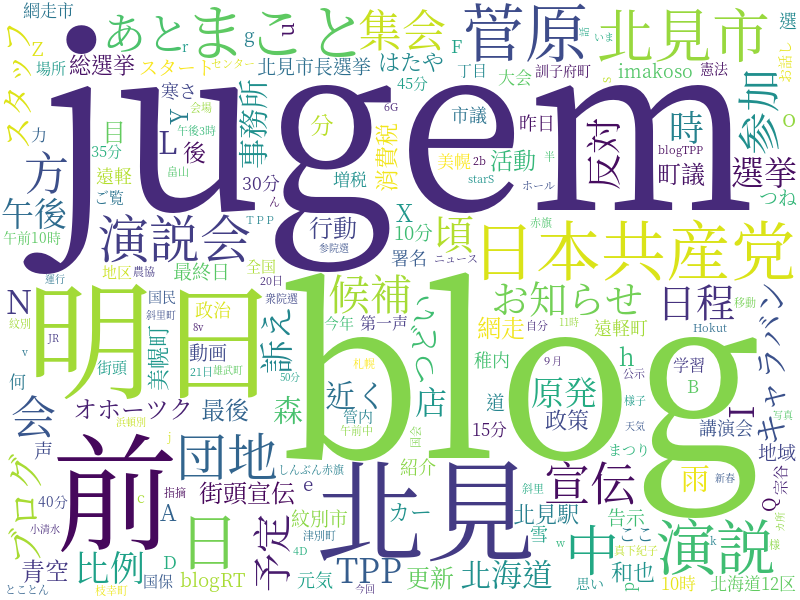 jugem
blog
明日
前
北見
日本共産党
菅原
北見市
まこと
あと
集会
演説会
演説
宣伝
中
団地
日
候補
お知らせ
参加
反対
選挙
時
町議
頃
日程
原発
キャラバン
いどう
近く
店
森
訴え
会
方
午後
スタッフ
ブログ
比例
予定
TPP
北海道
更新
和也
街頭宣伝
事務所
消費税
総選挙
北見市長選挙
はたや
スタート
センター
網走市
場所
寒さ
午後3時
会場
畠山
35分
30分
45分
10分
15分
40分
50分
遠軽
ご覧
午前10時
地区
農協
最終日
全国
行動
参院選
署名
ニュース
増税
美幌
活動
市議
昨日
大会
丁目
訓子府町
imakoso
憲法
お話し
選
いま
話
blogTPP
starS
ホール
半
2b
6G
つね
赤旗
20日
衆院選
蓮行
国民
斜里町
紋別
JR
政治
8v
動画
21日
雄武町
今年
第一声
網走
自分
11時
遠軽町
移動
Hokut
稚内
9月
公示
学習
様子
天気
写真
講演会
地域
まつり
新春
宗谷
カ所
道
政策
管内
午前中
国会
札幌
美幌町
街頭
何
オホーツク
最後
声
浜頓別
しんぶん赤旗
紹介
雨
北見駅
告示
ここ
雪
真下紀子
様
思い
10時
北海道12区
blogRT
元気
今回
4D
津別町
紋別市
指摘
小清水
青空
国保
とことん
枝幸町
斜里
目
分
後
力
ん
TPP
N
L
Y
X
Z
F
O
I
h
B
Q
A
D
e
c
j
v
w
k
p
g
r
u
s